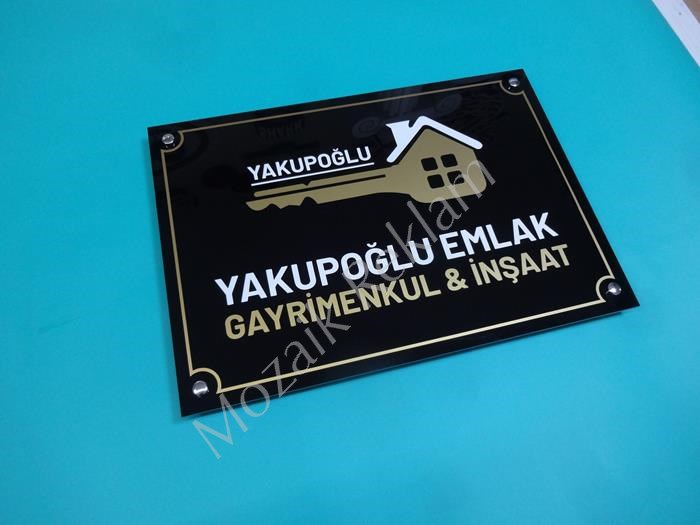 YAKUPOĞLU
YAKUPOĞLU EMLAK
GAYRİMENKUL & İNŞAAT
Mozaik Reklam